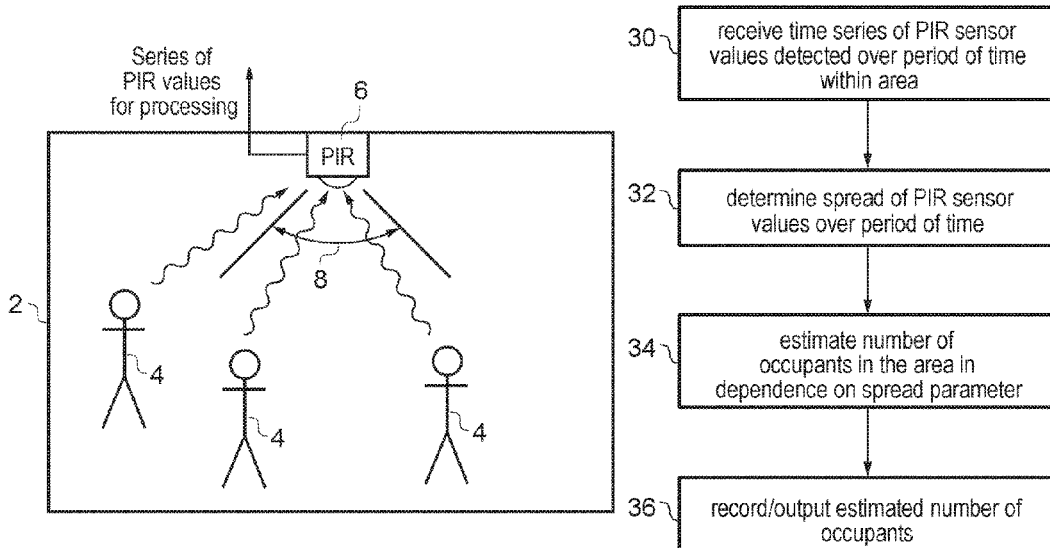 Series of
PIR values
for processing
6
PIR
8
2
4
4
4
30
receive time series of PIR sensor
values detected over period of time
within area
32
determine spread of PIR sensor
values over period of time
34
estimate number of
occupants in the area in
dependence on spread parameter
36
record/output estimated number of
occupants